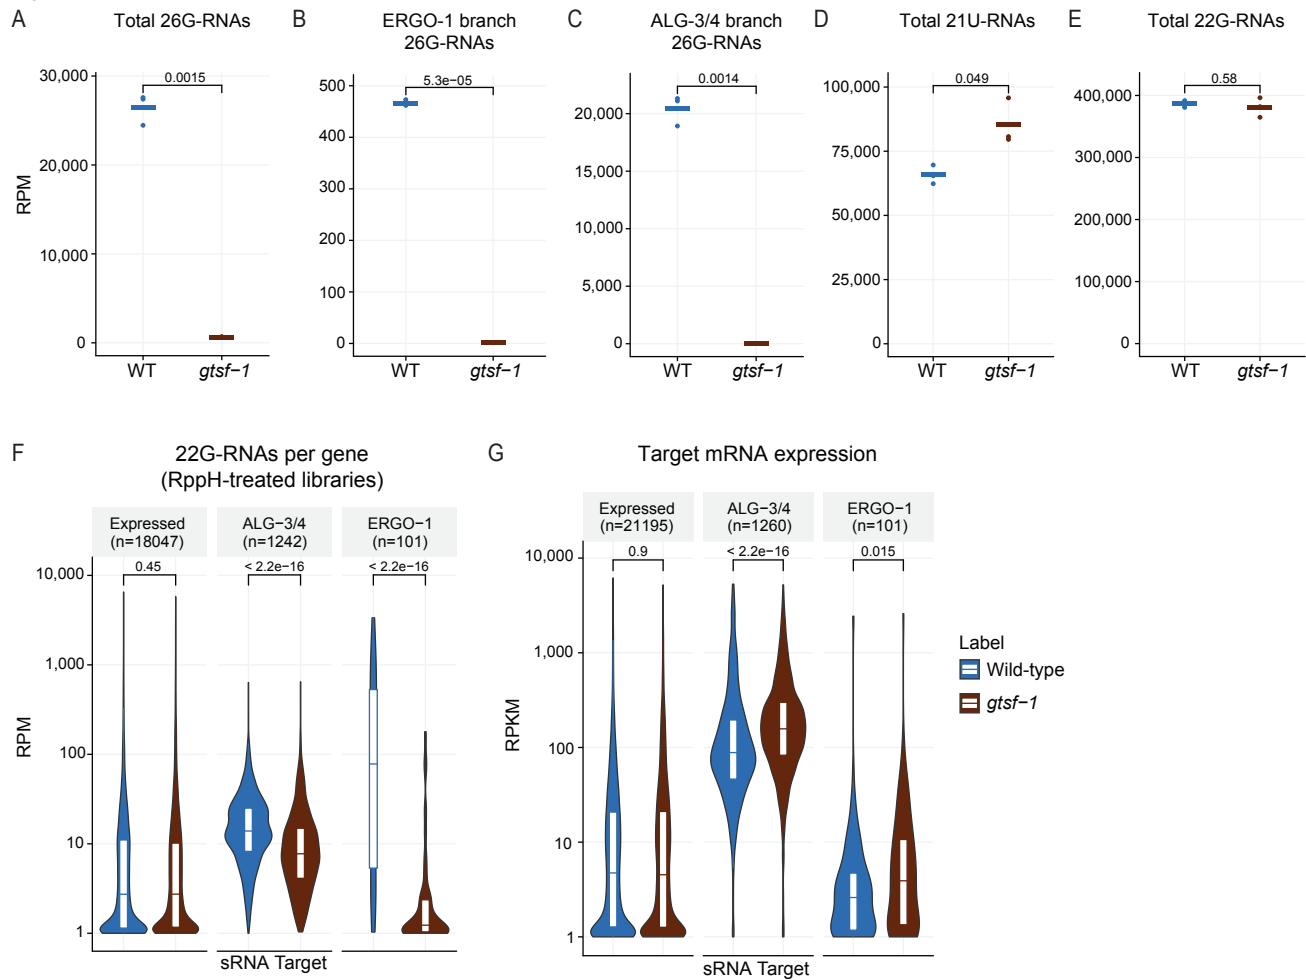 A
Total 26G-RNAs
RPM
30,000
20,000
10,000
0
0.0015
WT
gtsf−1
B
ERGO-1 branch
26G-RNAs
500
400
300
200
100
0
5.3e−05
WT
gtsf−1
C
ALG-3/4 branch
26G-RNAs
20,000
15,000
10,000
5,000
0
0.0014
WT
gtsf−1
D
Total 21U-RNAs
100,000
75,000
50,000
25,000
0
0.049
WT
gtsf−1
E
Total 22G-RNAs
400,000
300,000
200,000
100,000
0
0.58
WT
gtsf−1
F
22G-RNAs per gene
(RppH-treated libraries)
Expressed
(n=18047)
ALG−3/4
(n=1242)
ERGO−1
(n=101)
0.45
< 2.2e−16
< 2.2e−16
RPM
10,000
1,000
100
10
1
sRNA Target
G
Target mRNA expression
Expressed
(n=21195)
ALG−3/4
(n=1260)
ERGO−1
(n=101)
0.9
< 2.2e−16
0.015
RPKM
10,000
1,000
100
10
1
sRNA Target
Label
Wild-type
gtsf−1